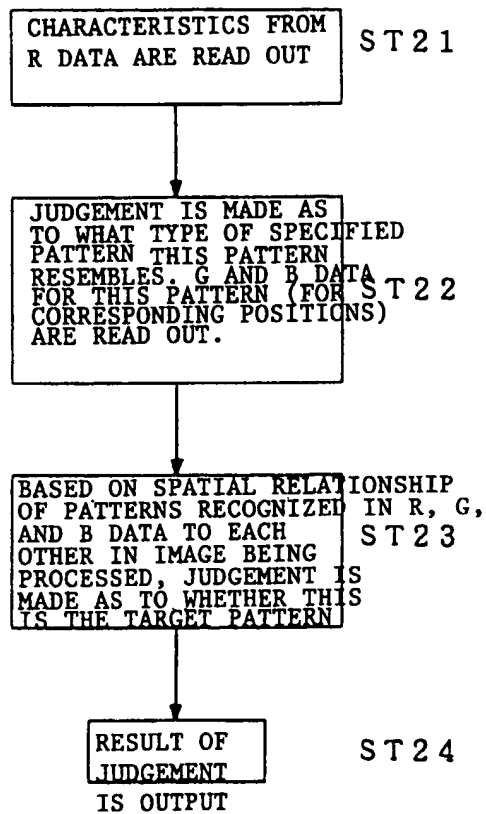 CHARACTERISTICS FROM
R DATA ARE READ OUT
ST21
JUDGEMENT IS MADE AS
TO WHAT TYPE OF SPECIFIED
PATTERN THIS PATTERN
RESEMBLES. G AND B DATA
FOR THIS PATTERN (FOR
CORRESPONDING POSITIONS)
ARE READ OUT.
ST22
BASED ON SPATIAL RELATIONSHIP
OF PATTERNS RECOGNIZED IN R, G,
AND B DATA TO EACH
OTHER IN IMAGE BEING
PROCESSED, JUDGEMENT IS
MADE AS TO WHETHER THIS
IS THE TARGET PATTERN
ST23
RESULT OF
JUDGEMENT
IS OUTPUT
ST24